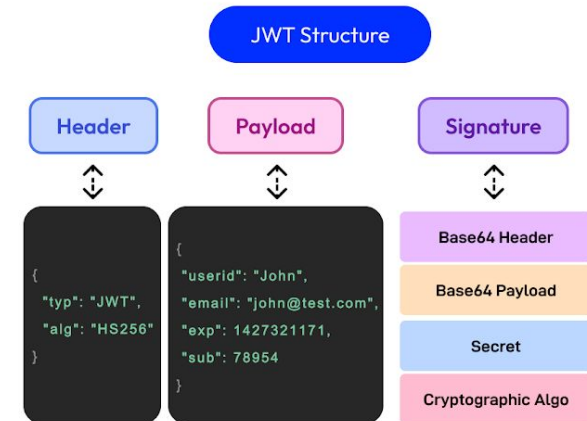 JWT Structure
Header
Payload
Signature
{
"typ": "JWT",
"alg": "HS256"
}
{
"userid": "John",
"email": "john@test.com",
"exp": 1427321171,
"sub": 78954
}
Base64 Header
Base64 Payload
Secret
Cryptographic Algo